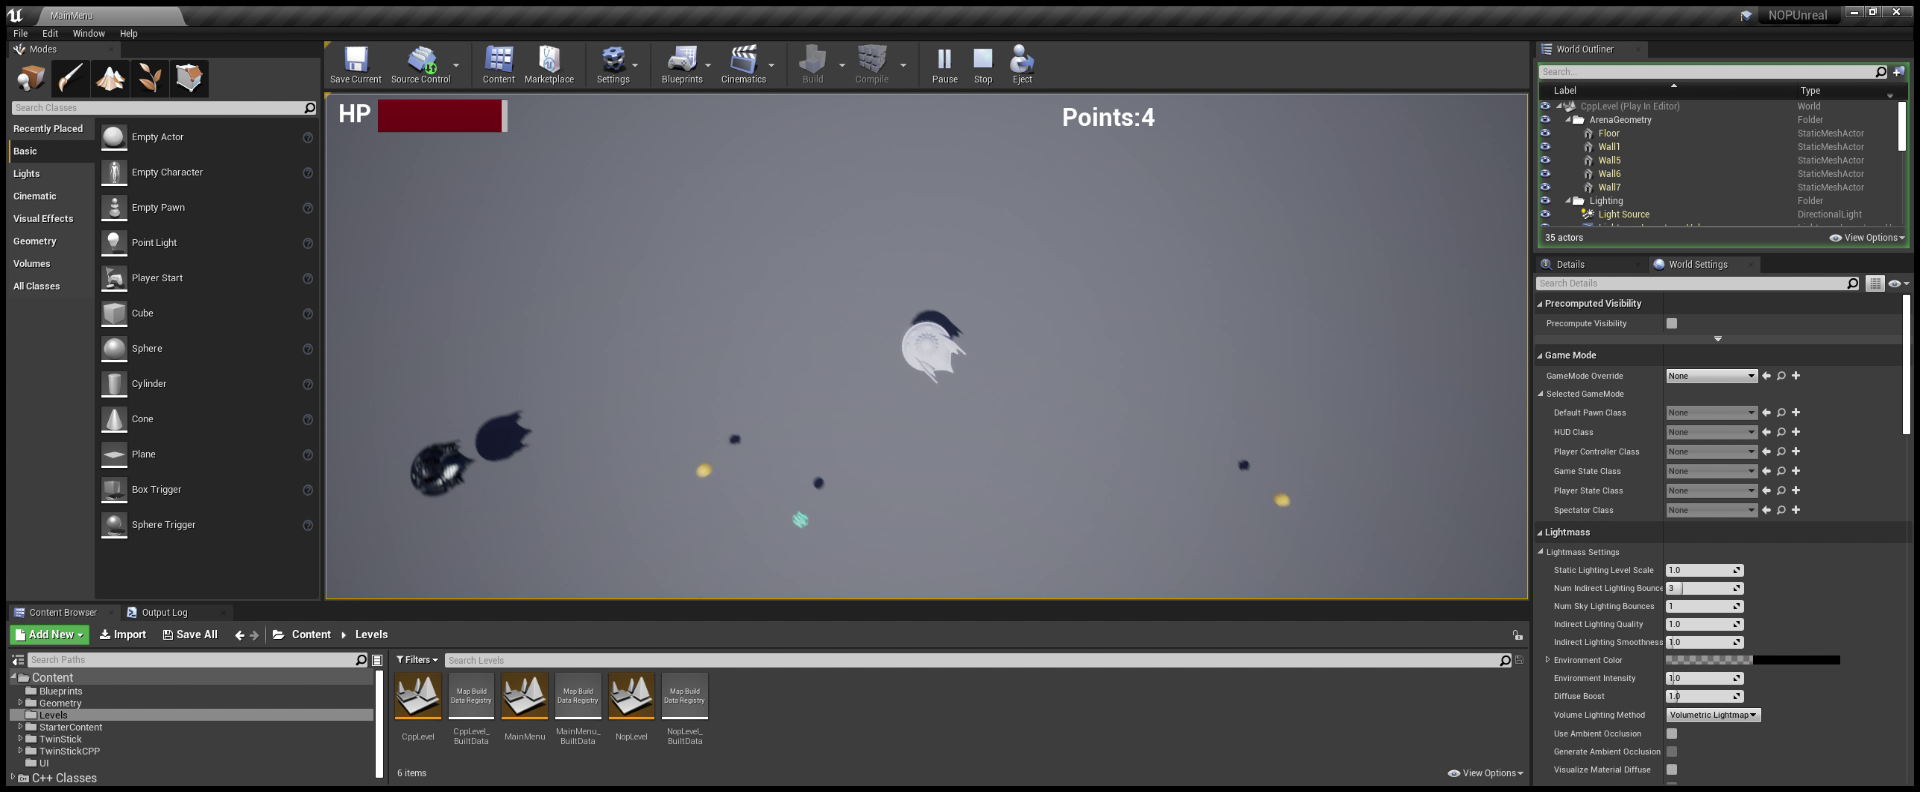 MainMenu
NOPUnreal
File Edit Window Help
Modes
Search Classes
Recently Placed
Basic
Lights
Cinematic
Visual Effects
Geometry
Volumes
All Classes
Empty Actor
Empty Character
Empty Pawn
Point Light
Player Start
Cube
Sphere
Cylinder
Cone
Plane
Box Trigger
Sphere Trigger
Save Current Source Control Content Marketplace Settings Blueprints Cinematics Build Compile Pause Stop Eject
HP
Points:4
World Outliner
Search...
Label Type
CppLevel (Play In Editor) World
ArenaGeometry Folder
Floor StaticMeshActor
Wall1 StaticMeshActor
Wall5 StaticMeshActor
Wall6 StaticMeshActor
Wall7 StaticMeshActor
Lighting Folder
Light Source DirectionalLight
35 actors View Options
Details World Settings
Search Details
Precomputed Visibility
Precompute Visibility
Game Mode
GameMode Override None
Selected GameMode
Default Pawn Class None
HUD Class None
Player Controller Class None
Game State Class None
Player State Class None
Spectator Class None
Lightmass
Lightmass Settings
Static Lighting Level Scale 1.0
Num Indirect Lighting Bounce 3
Num Sky Lighting Bounces 1
Indirect Lighting Quality 1.0
Indirect Lighting Smoothness 1.0
Environment Color
Environment Intensity 1.0
Diffuse Boost 1.0
Volume Lighting Method Volumetric Lightmap
Use Ambient Occlusion
Generate Ambient Occlusion
Visualize Material Diffuse
Content Browser Output Log
Add New Import Save All Content Levels
Search Paths
Content
Blueprints
Geometry
Levels
StarterContent
TwinStick
TwinStickCPP
UI
C++ Classes
Filters Search Levels
Map Build
Data Registry
Map Build
Data Registry
Map Build
Data Registry
CppLevel
CppLevel_
BuiltData
MainMenu
MainMenu_
BuiltData
NopLevel
NopLevel_
BuiltData
6 items View Options